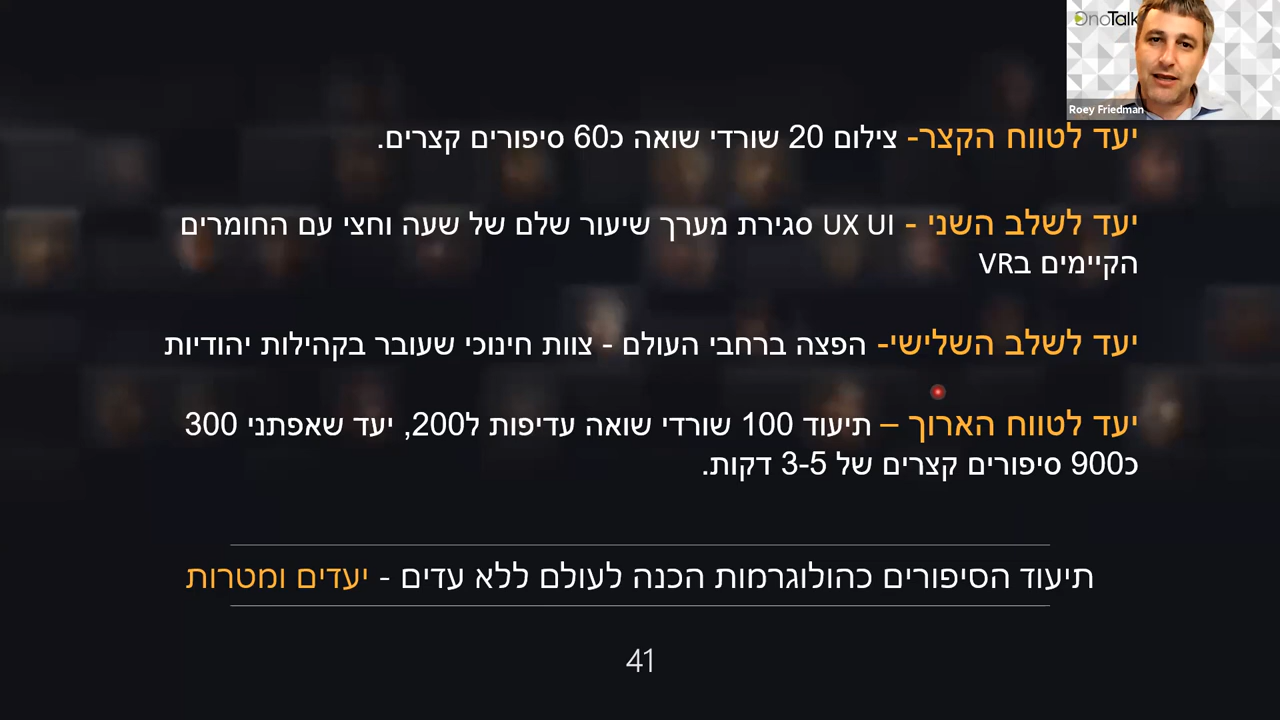 OnoTalk
Roey Friedman
יעד לטווח הקצר- צילום 20 שורדי שואה כ60 סיפורים קצרים.
יעד לשלב השני - UX UI סגירת מערך שיעור שלם של שעה וחצי עם החומרים
הקיימים בVR
יעד לשלב השלישי- הפצה ברחבי העולם - צוות חינוכי שעובר בקהילות יהודיות
יעד לטווח הארוך – תיעוד 100 שורדי שואה עדיפות ל200, יעד שאפתני 300
כ900 סיפורים קצרים של 3-5 דקות.
תיעוד הסיפורים כהולוגרמות הכנה לעולם ללא עדים - יעדים ומטרות
41